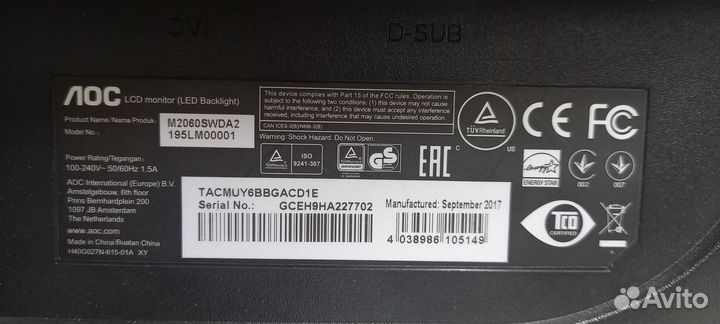 DVI
D-SUB
AOC LCD monitor (LED Backlight)
Product Name/Nama Produk: M2060SWDA2
Model No.: 195LM00001
Power Rating/Tegangan:
100-240V~ 50/60Hz 1.5A
AOC International (Europe) B.V.
Amstelgebouw, 6th floor
Prins Bernhardplein 200
1097 JB Amsterdam
The Netherlands
www.aoc.com
Made in China/Buatan China
H40G027N-615-01A XY
This device complies with Part 15 of the FCC rules. Operation is
subject to the following two conditions: (1) this device may not cause
harmful interference, and (2) this device must accept any
interference that may cause undesired operation.
CAN ICES-3(B)/NMB-3(B)
Warning: Shock Hazard. Do Not Open.
ISO
9241-307
GS
EAC
TACMUY6BBGACD1E
Serial No.: GCEH9HA227702
Manufactured: September 2017
4 038986 105149
TÜVRheinland
CE FC
ENERGY STAR
002
007
TCO
CERTIFIED
Avito